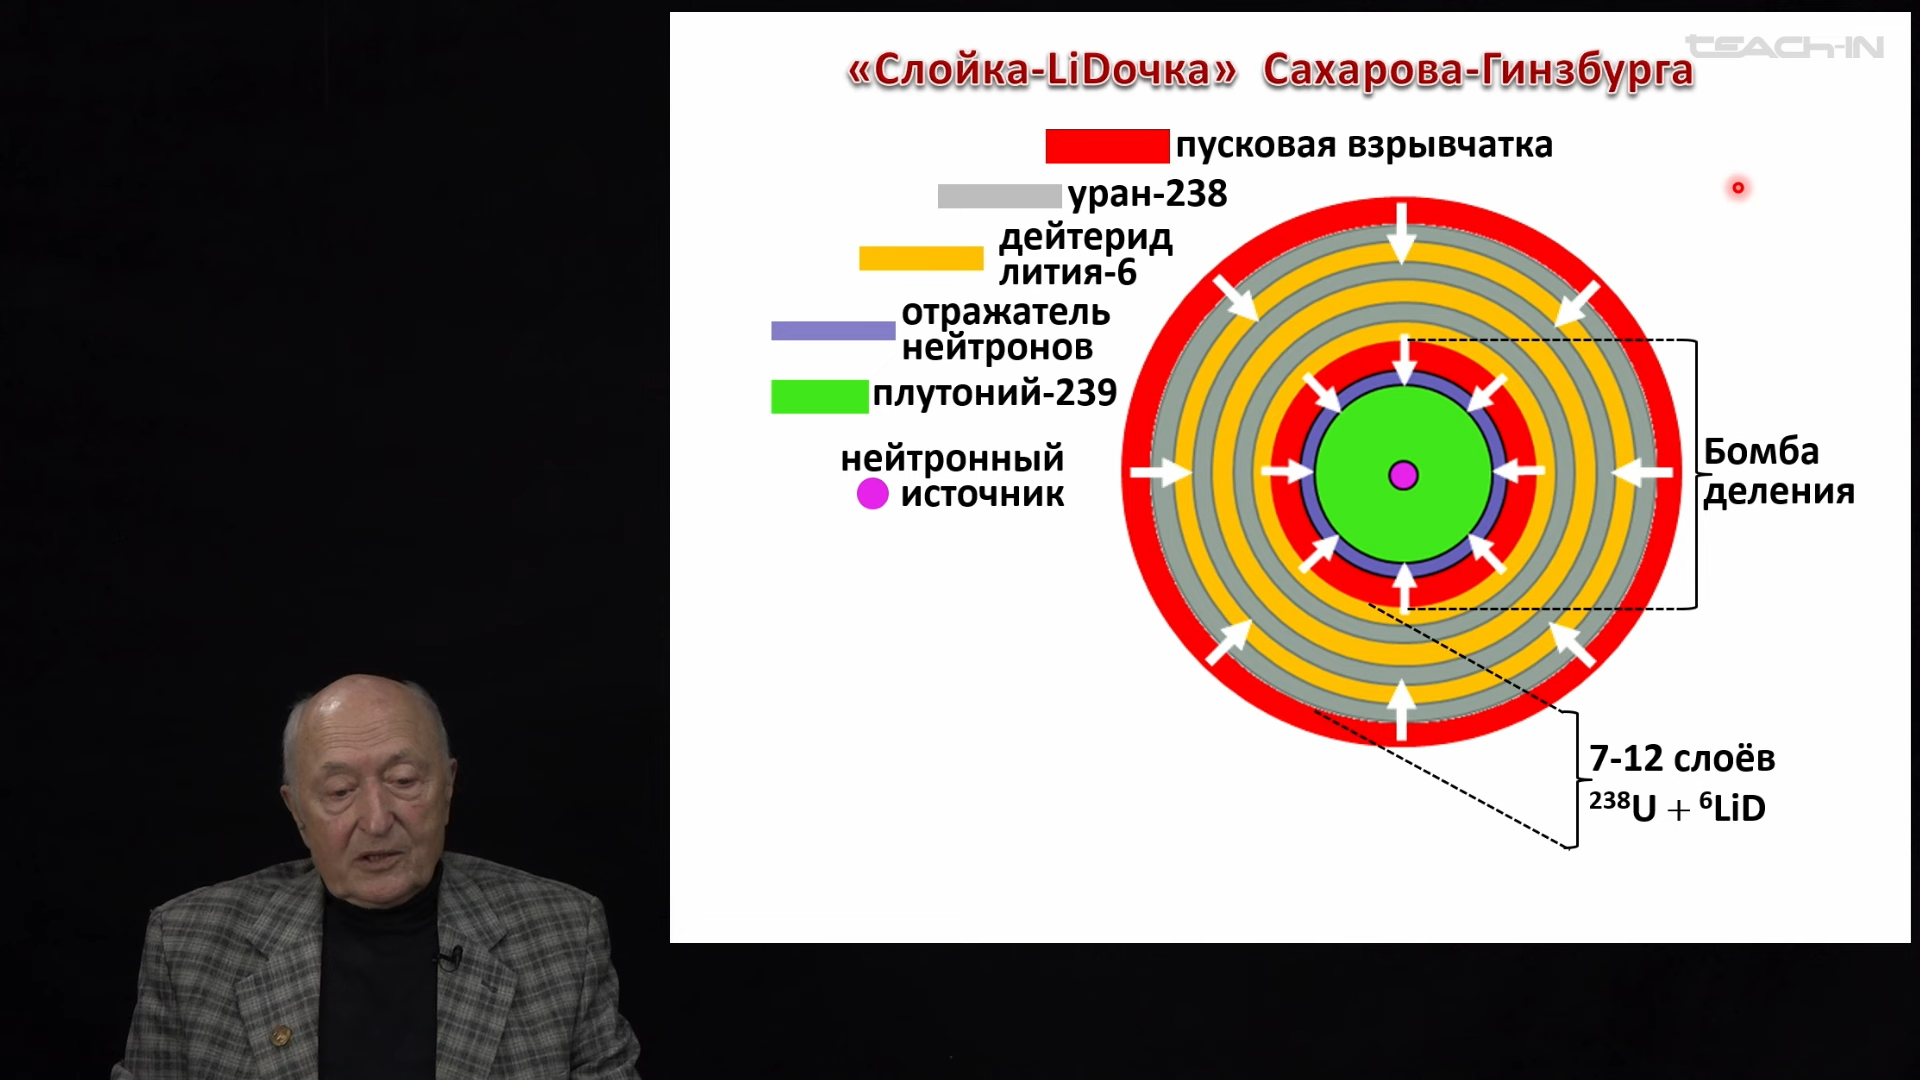 TEACH-IN
«Слойка-LiDочка» Сахарова-Гинзбурга
пусковая взрывчатка
уран-238
дейтерид
лития-6
отражатель
нейтронов
плутоний-239
нейтронный
источник
Бомба
деления
7-12 слоёв
²³⁸U + ⁶LiD